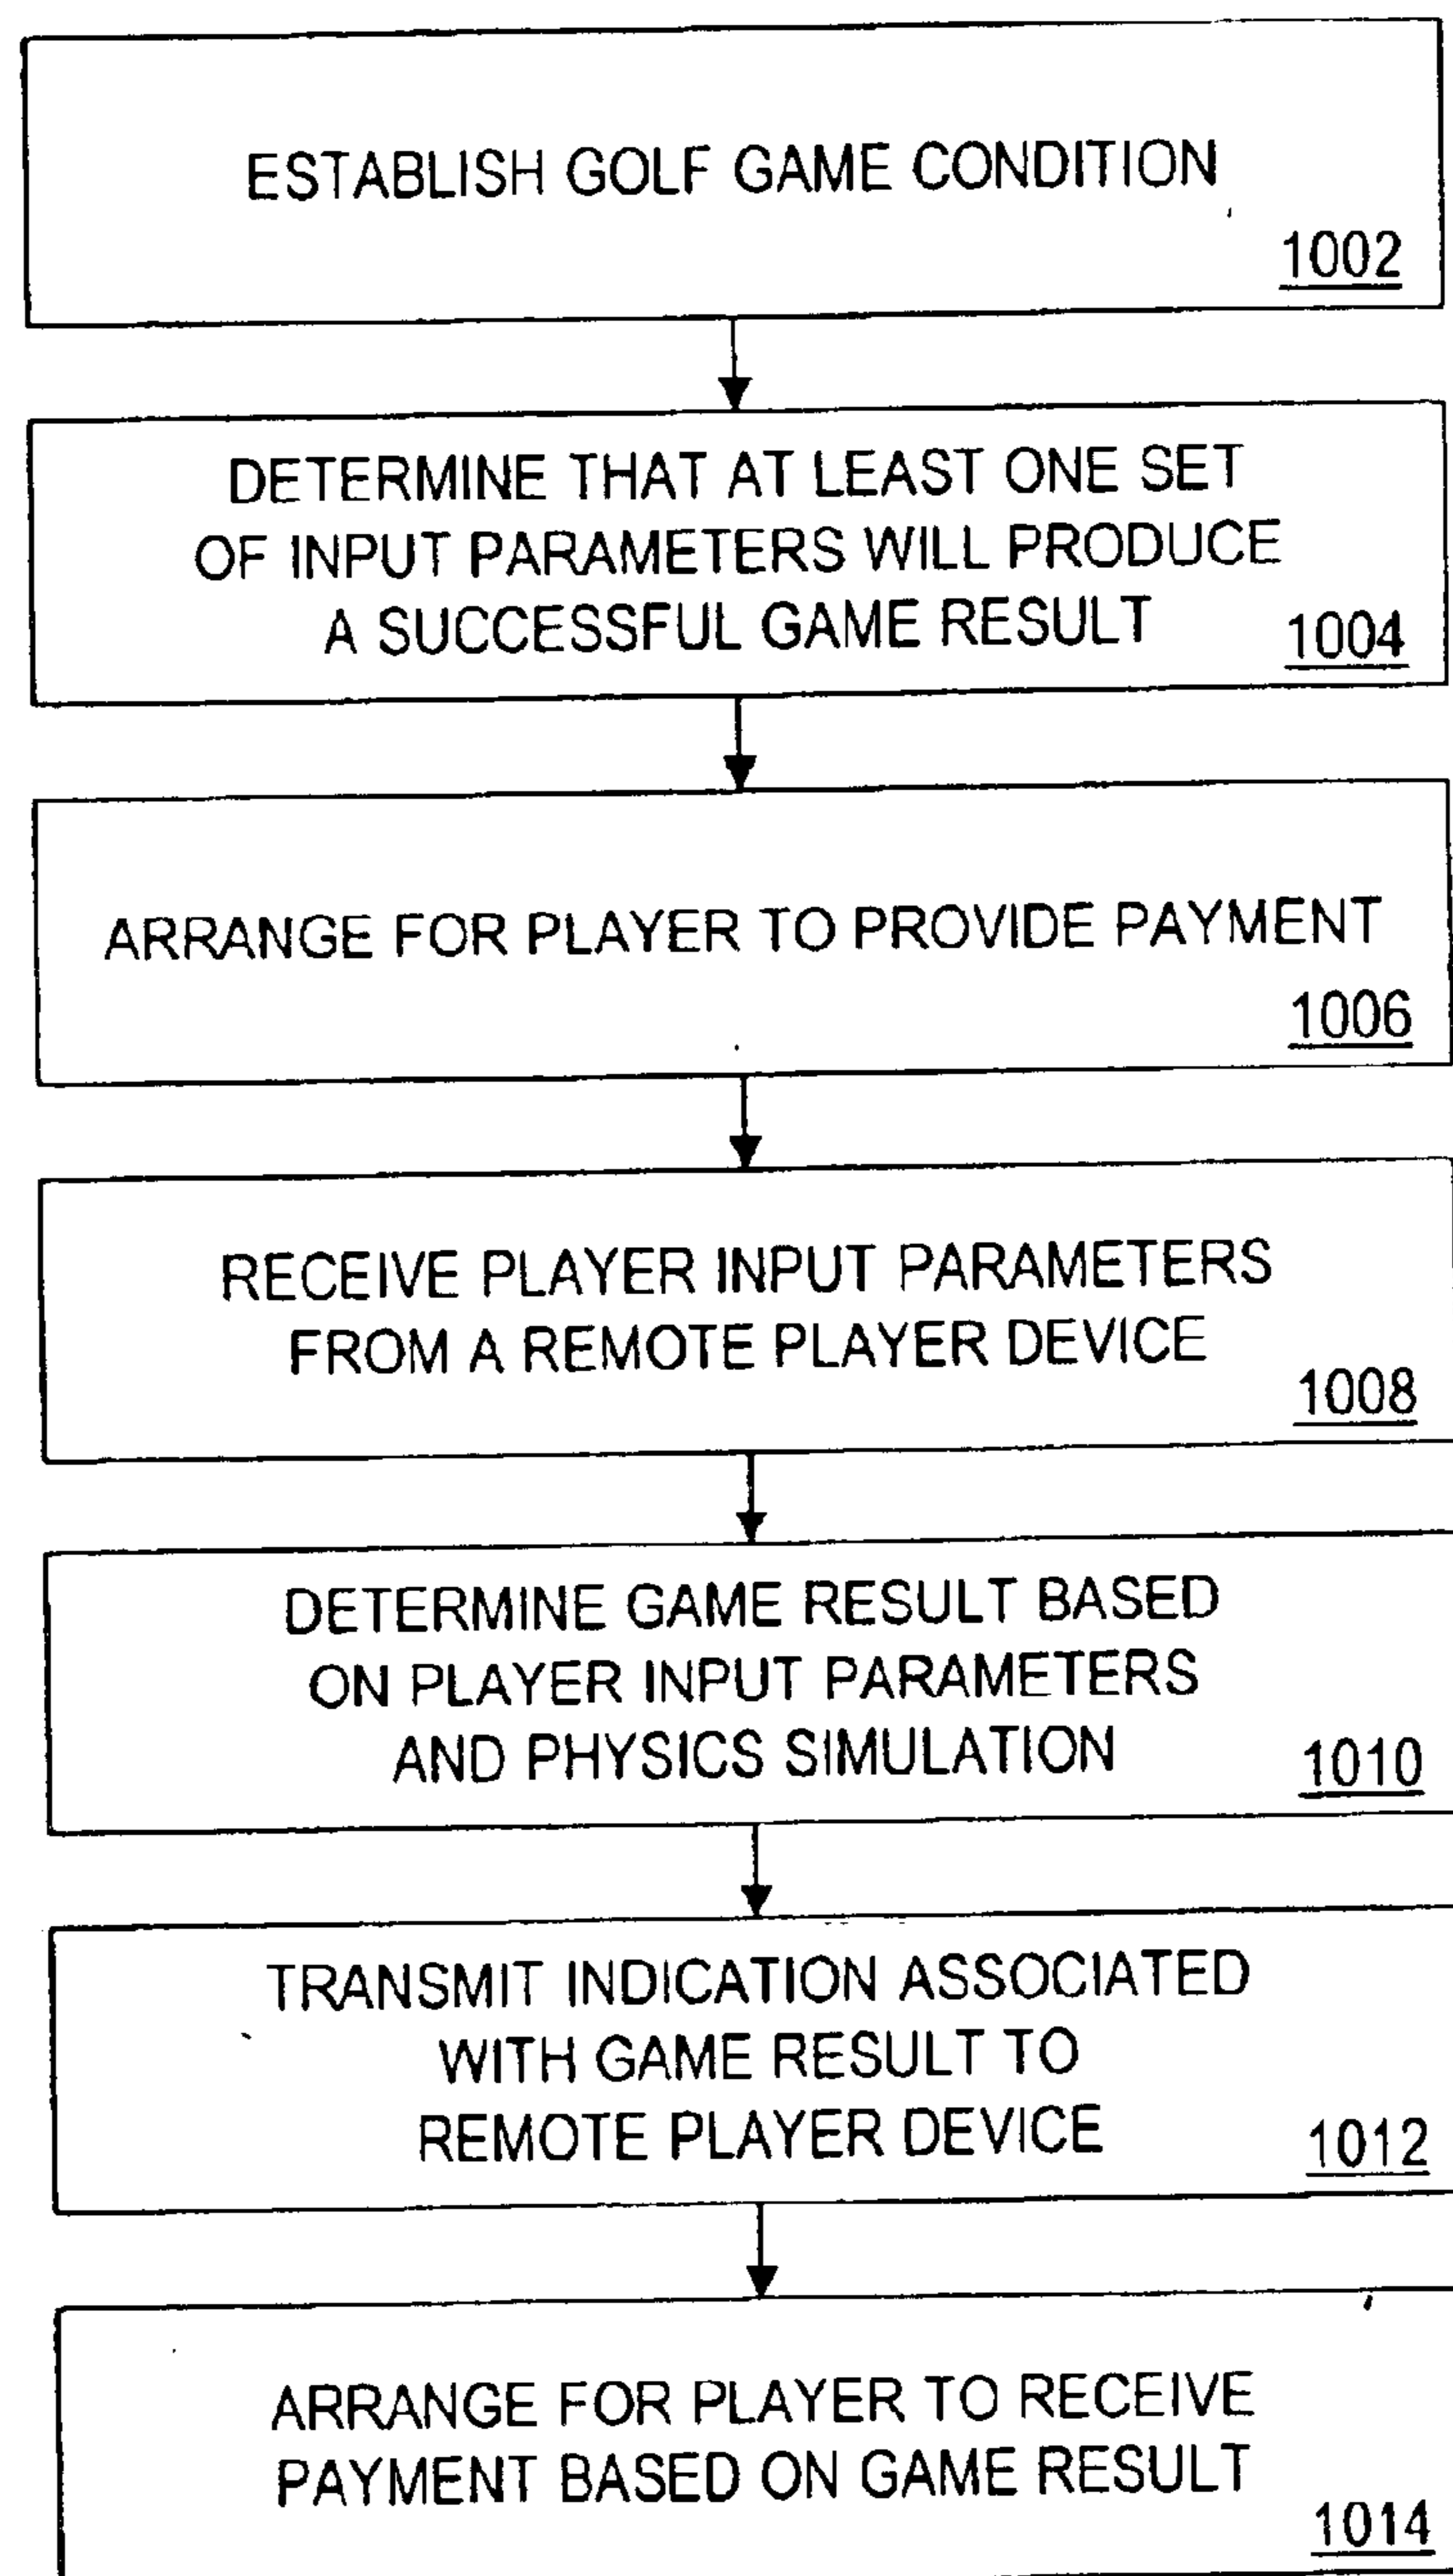 ESTABLISH GOLF GAME CONDITION
1002
DETERMINE THAT AT LEAST ONE SET
OF INPUT PARAMETERS WILL PRODUCE
A SUCCESSFUL GAME RESULT
1004
ARRANGE FOR PLAYER TO PROVIDE PAYMENT
1006
RECEIVE PLAYER INPUT PARAMETERS
FROM A REMOTE PLAYER DEVICE
1008
DETERMINE GAME RESULT BASED
ON PLAYER INPUT PARAMETERS
AND PHYSICS SIMULATION
1010
TRANSMIT INDICATION ASSOCIATED
WITH GAME RESULT TO
REMOTE PLAYER DEVICE
1012
ARRANGE FOR PLAYER TO RECEIVE
PAYMENT BASED ON GAME RESULT
1014